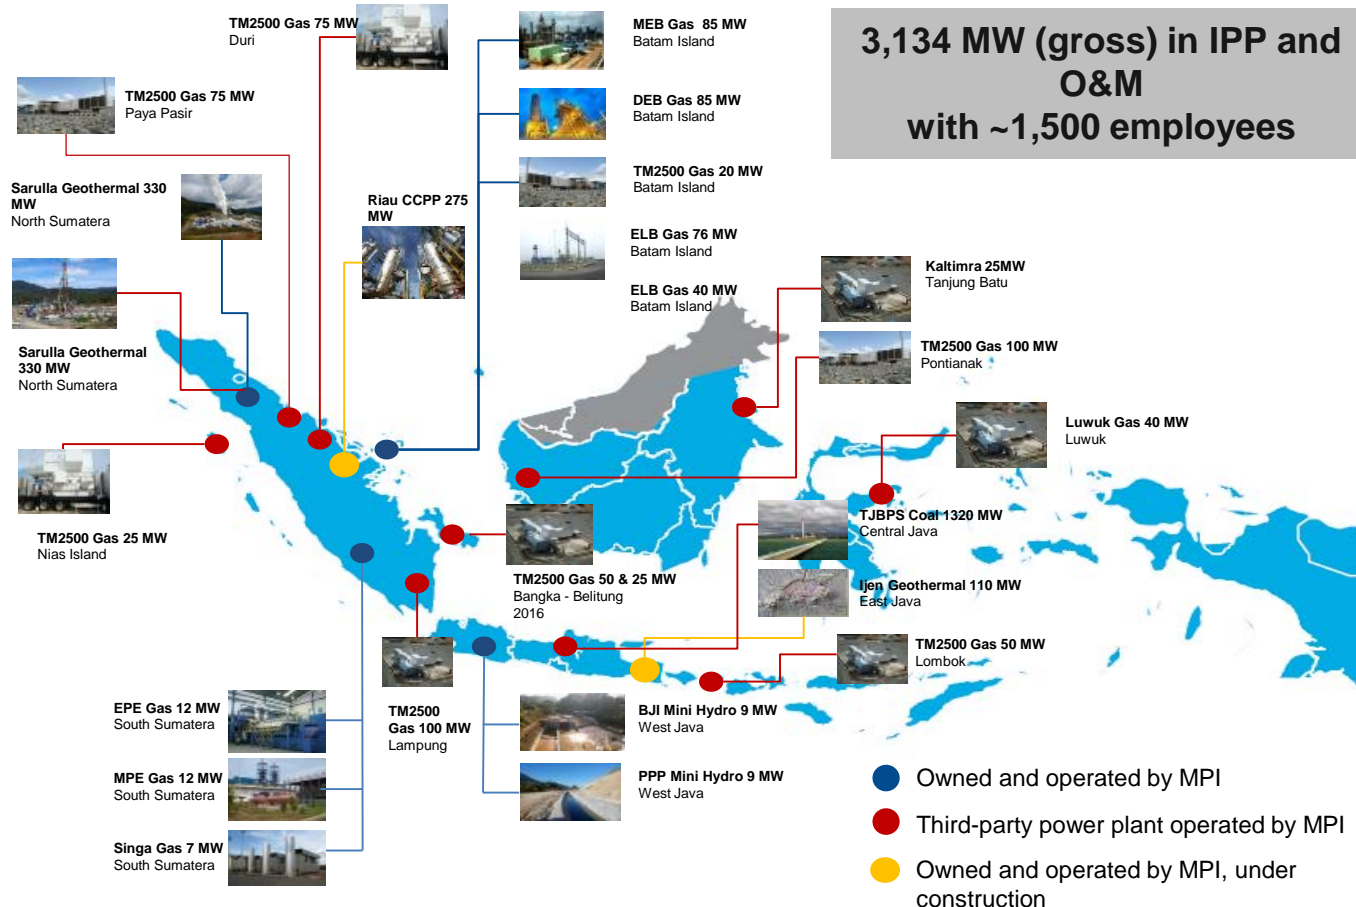 TM2500 Gas 75 MW
Duri
MEB Gas  85 MW
Batam Island
3,134 MW (gross) in IPP and
O&M
with ~1,500 employees
TM2500 Gas 75 MW
Paya Pasir
DEB Gas 85 MW
Batam Island
Sarulla Geothermal 330
MW
North Sumatera
Riau CCPP 275
MW
TM2500 Gas 20 MW
Batam Island
ELB Gas 76 MW
Batam Island
ELB Gas 40 MW
Batam Island
Kaltimra 25MW
Tanjung Batu
Sarulla Geothermal
330 MW
North Sumatera
TM2500 Gas 100 MW
Pontianak
Luwuk Gas 40 MW
Luwuk
TM2500 Gas 25 MW
Nias Island
TM2500 Gas 50 & 25 MW
Bangka - Belitung
2016
TJBPS Coal 1320 MW
Central Java
Ijen Geothermal 110 MW
East Java
TM2500 Gas 50 MW
Lombok
EPE Gas 12 MW
South Sumatera
TM2500
Gas 100 MW
Lampung
BJI Mini Hydro 9 MW
West Java
MPE Gas 12 MW
South Sumatera
PPP Mini Hydro 9 MW
West Java
Singa Gas 7 MW
South Sumatera
Owned and operated by MPI
Third-party power plant operated by MPI
Owned and operated by MPI, under
construction